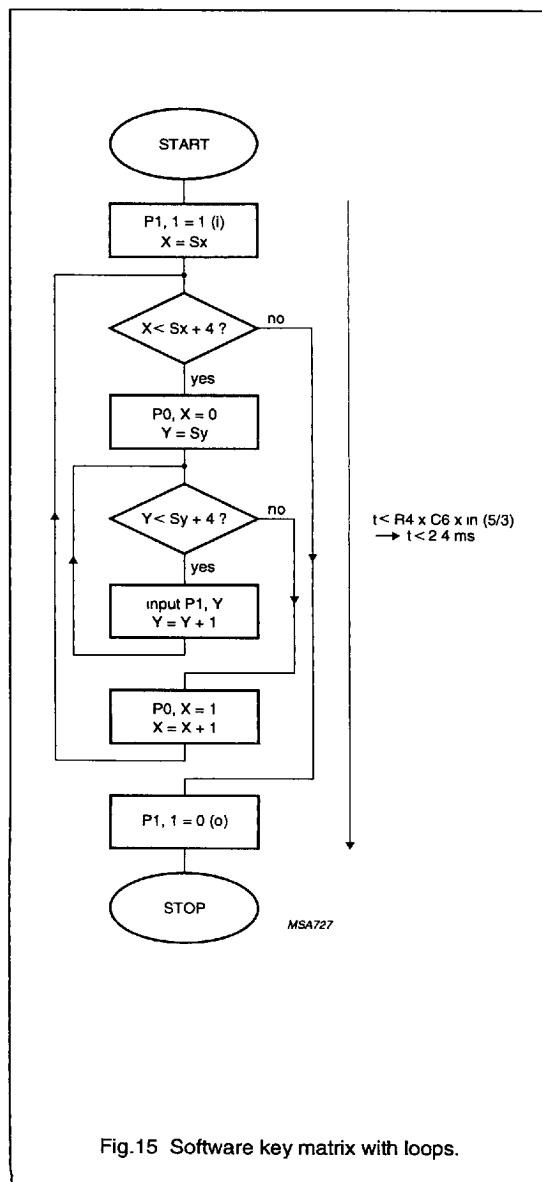 START
P1, 1 = 1 (i)
X = Sx
X < Sx + 4 ?
no
yes
P0, X = 0
Y = Sy
Y < Sy + 4 ?
no
yes
input P1, Y
Y = Y + 1
P0, X = 1
X = X + 1
P1, 1 = 0 (o)
STOP
t < R4 x C6 x in (5/3)
→ t < 2 4 ms
MSA727
Fig.15 Software key matrix with loops.